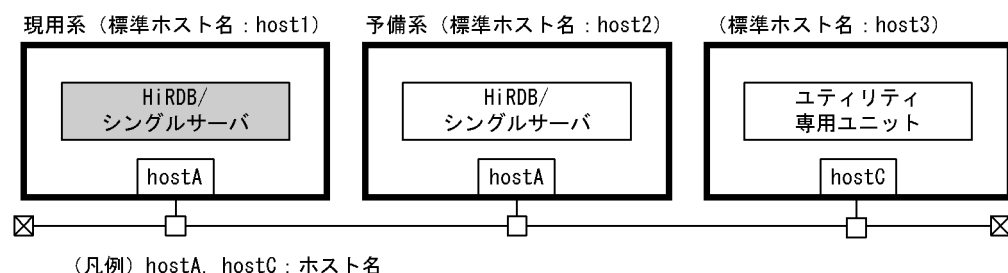 現用系（標準ホスト名：host1）
予備系（標準ホスト名：host2）
（標準ホスト名：host3）
HiRDB/
シングルサーバ
HiRDB/
シングルサーバ
ユティリティ
専用ユニット
hostA
hostA
hostC
（凡例）hostA，hostC：ホスト名